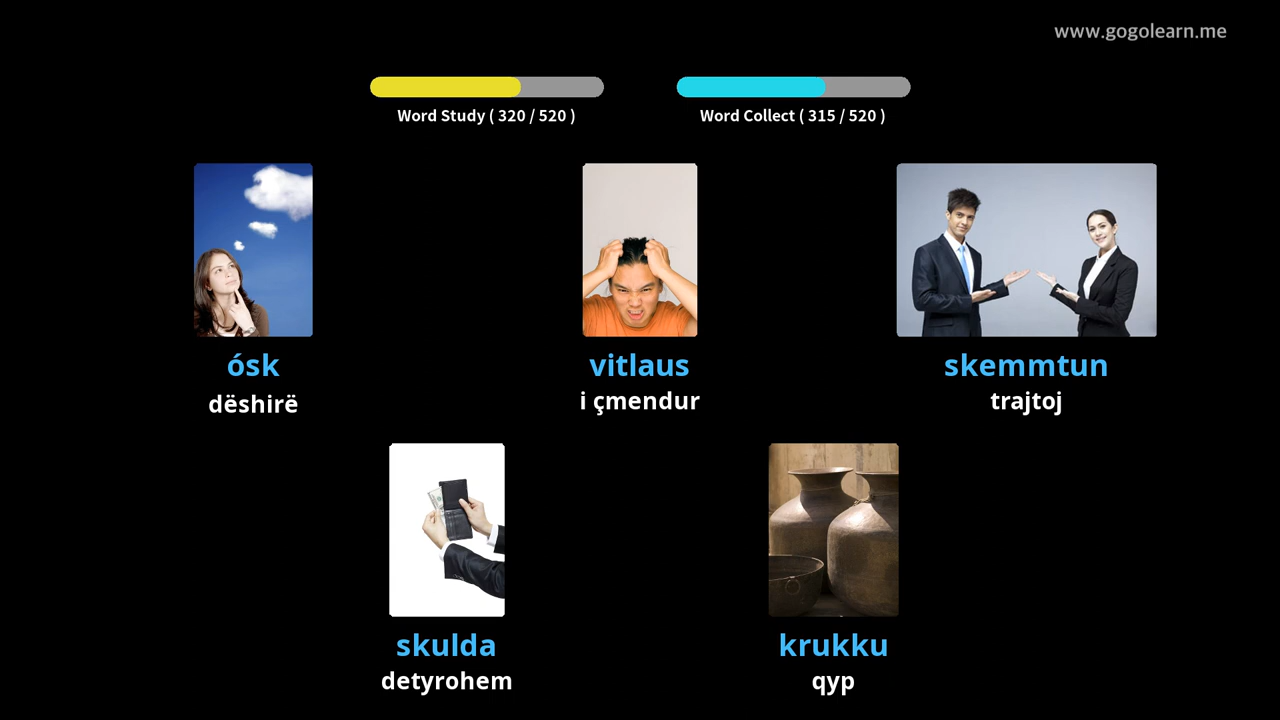 www.gogolearn.me
Word Study ( 320 / 520 )
Word Collect ( 315 / 520 )
ósk
dëshirë
vitlaus
i çmendur
skemmtun
trajtoj
skulda
detyrohem
krukku
qyp